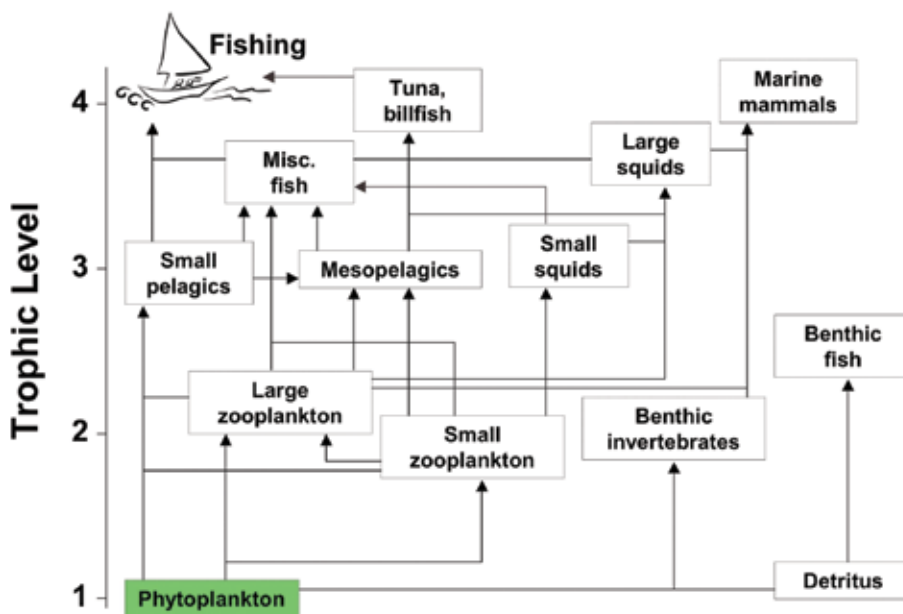 Fishing
Trophic Level
4
3
2
1
Tuna,
billfish
Marine
mammals
Misc.
fish
Large
squids
Small
pelagics
Mesopelagics
Small
squids
Benthic
fish
Large
zooplankton
Small
zooplankton
Benthic
invertebrates
Phytoplankton
Detritus